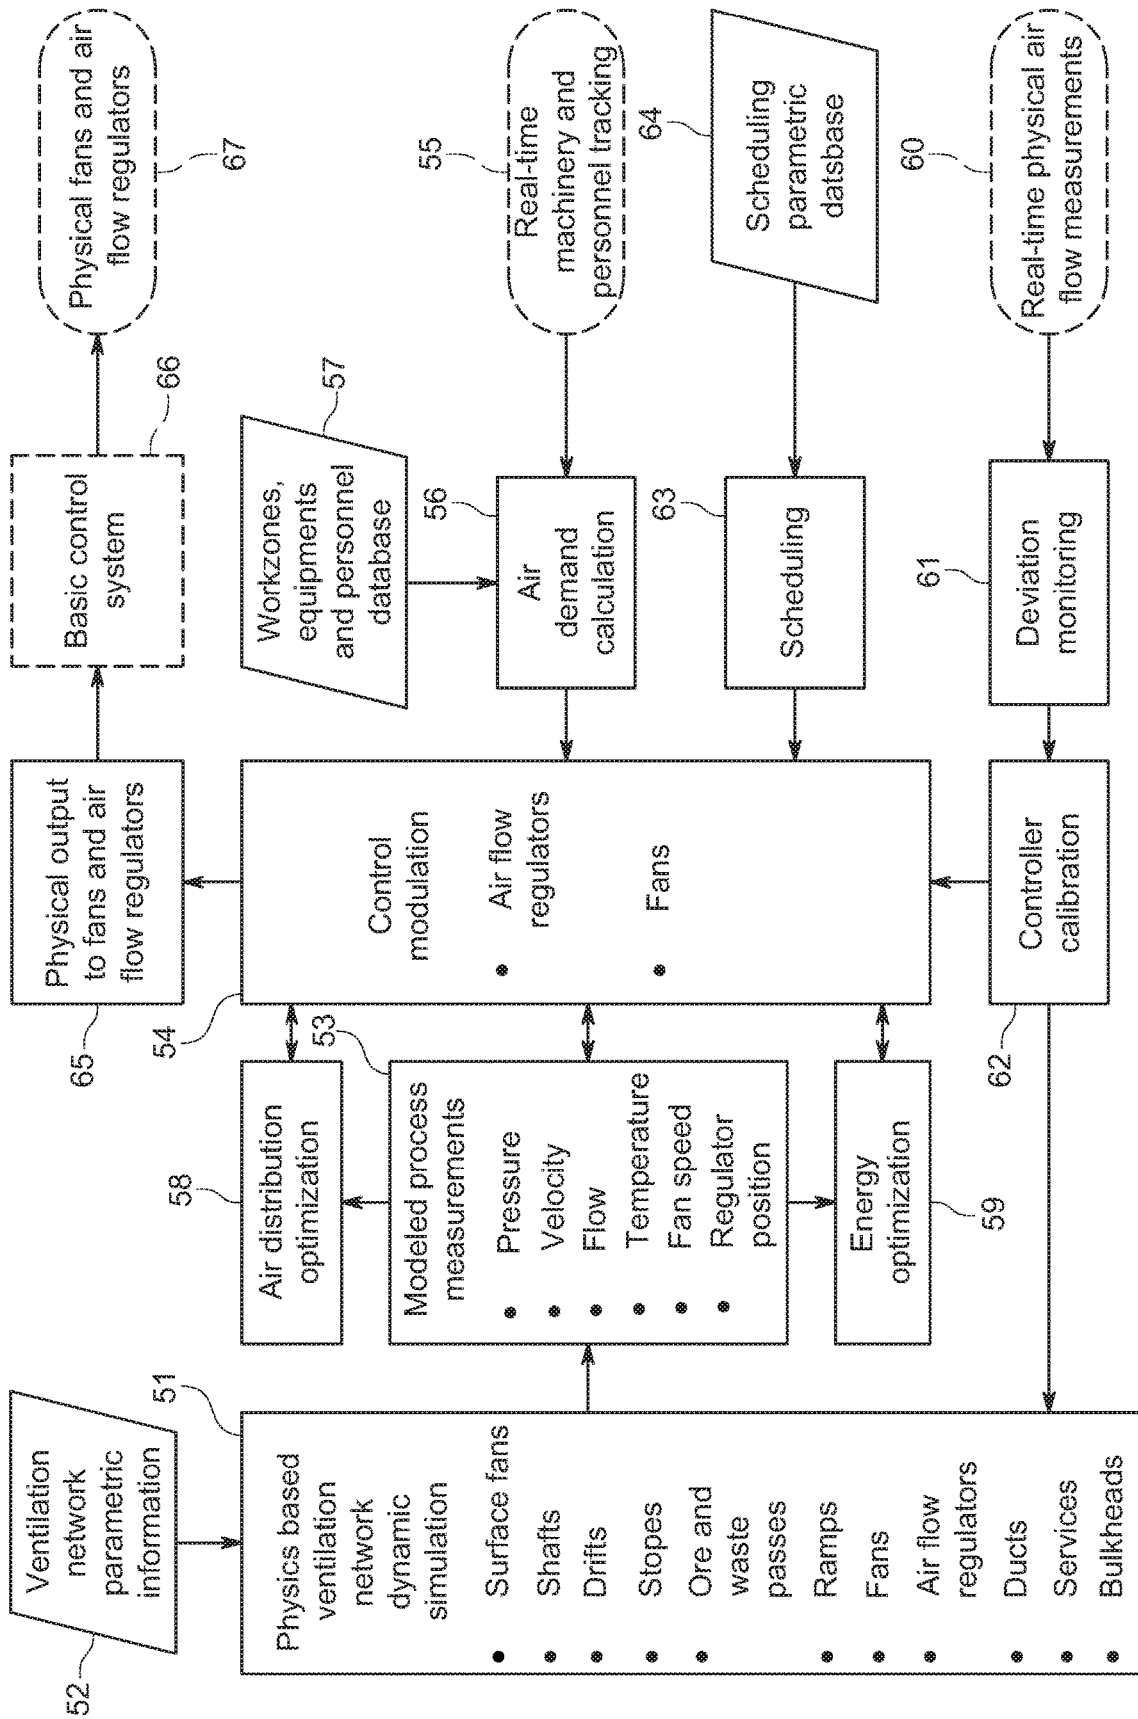 Ventilation
network
parametric
information
52
Physics based
ventilation
network
dynamic
simulation
• Surface fans
• Shafts
• Drifts
• Stopes
• Ore and
waste
passes
• Ramps
• Fans
• Air flow
regulators
• Ducts
• Services
• Bulkheads
51
Air distribution
optimization
58
Modeled process
measurements
• Pressure
• Velocity
• Flow
• Temperature
• Fan speed
• Regulator
position
53
Energy
optimization
59
Physical output
to fans and air
flow regulators
65
Control
modulation
• Air flow
regulators
• Fans
54
Controller
calibration
62
Basic control
system
66
Workzones,
equipments
and personnel
database
57
Air
demand
calculation
56
Scheduling
63
Deviation
monitoring
61
Physical fans and air
flow regulators
67
Real-time
machinery and
personnel tracking
55
Scheduling
parametric
datsbase
64
Real-time physical air
flow measurements
60